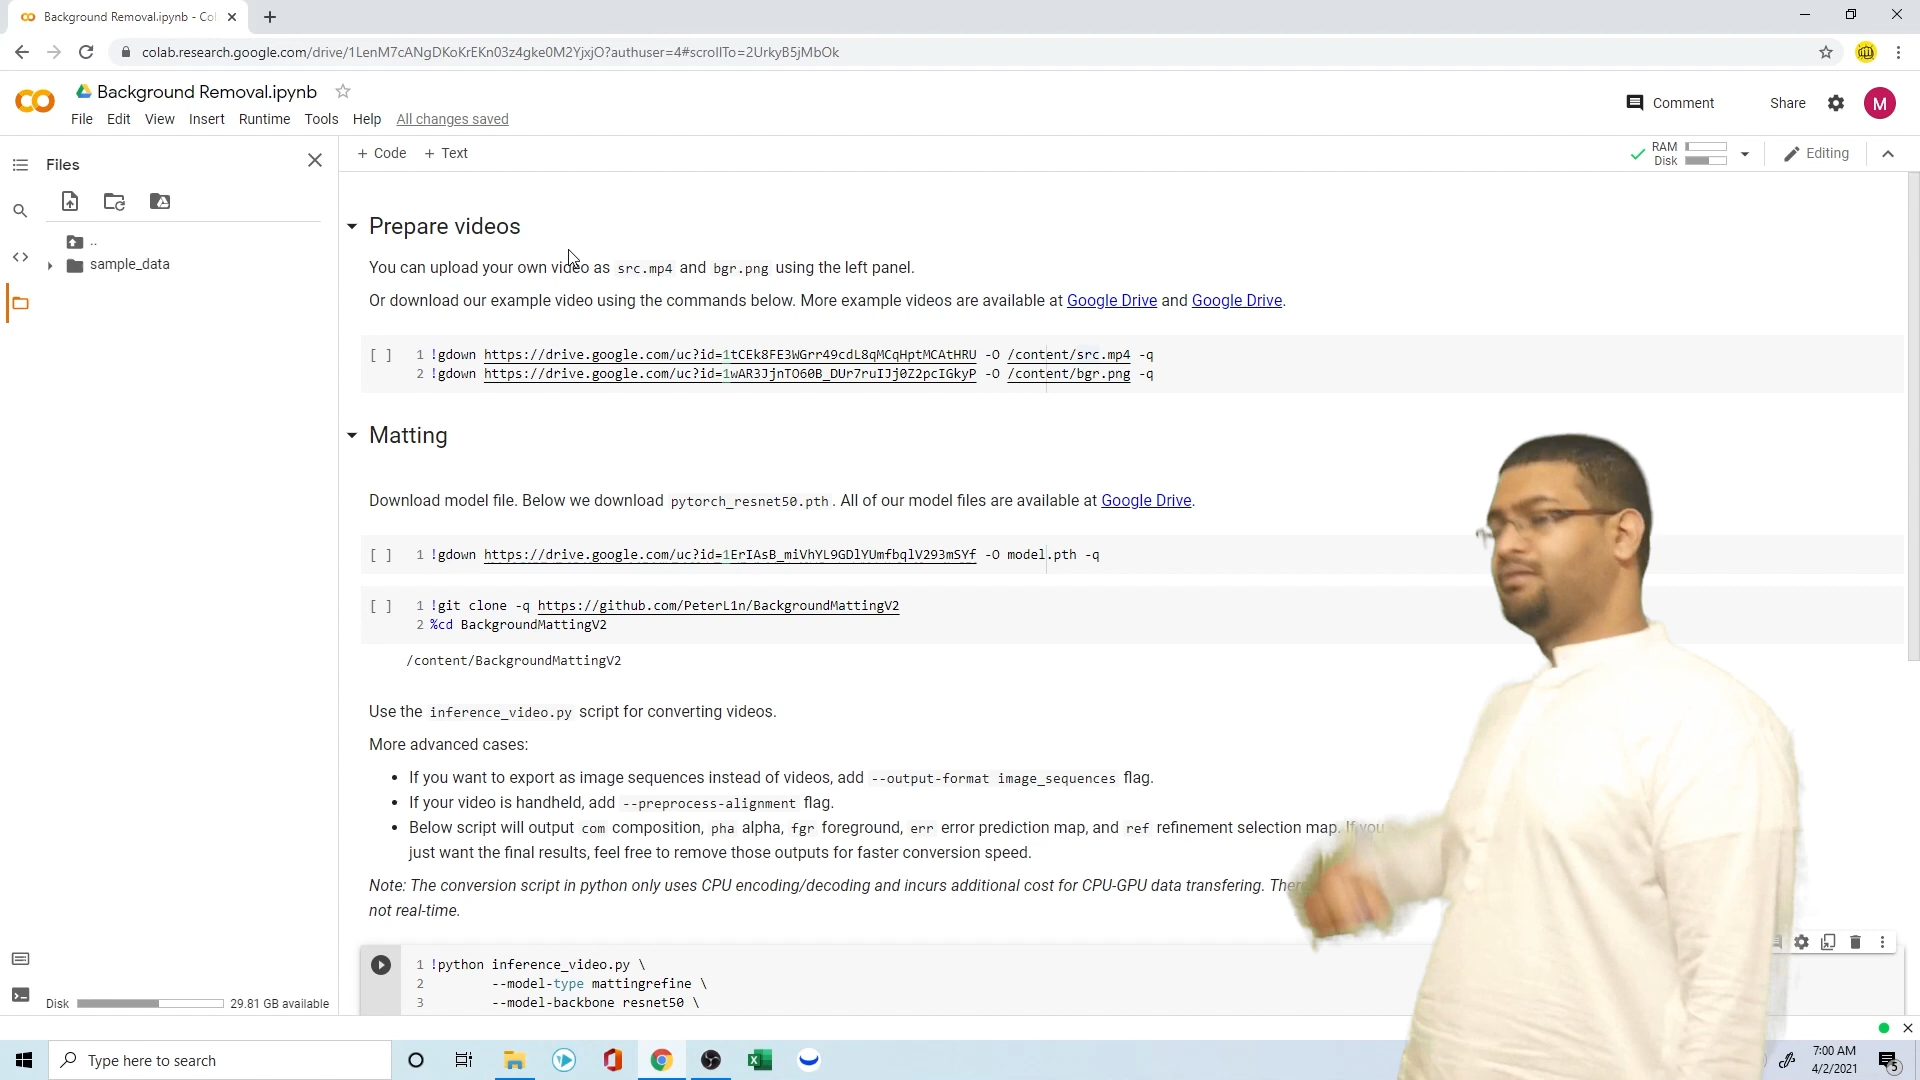 Background Removal.ipynb - Col
colab.research.google.com/drive/1LenM7cANgDKoKrEKn03z4gke0M2YjxjO?authuser=4#scrollTo=2UrkyB5jMbOk
Background Removal.ipynb
File Edit View Insert Runtime Tools Help All changes saved
Comment Share M
Files
+ Code + Text
RAM
Disk
Editing
..
sample_data
Prepare videos
You can upload your own video as src.mp4 and bgr.png using the left panel.
Or download our example video using the commands below. More example videos are available at Google Drive and Google Drive.
[ ] 1 !gdown https://drive.google.com/uc?id=1tCEk8FE3WGrr49cdL8qMCqHptMCAtHRU -O /content/src.mp4 -q
2 !gdown https://drive.google.com/uc?id=1wAR3JjnTO60B_DUr7ruIJj0Z2pcIGkyP -O /content/bgr.png -q
Matting
Download model file. Below we download pytorch_resnet50.pth. All of our model files are available at Google Drive.
[ ] 1 !gdown https://drive.google.com/uc?id=1ErIAsB_miVhYL9GDlYUmfbqlV293mSYf -O model.pth -q
[ ] 1 !git clone -q https://github.com/PeterL1n/BackgroundMattingV2
2 %cd BackgroundMattingV2
/content/BackgroundMattingV2
Use the inference_video.py script for converting videos.
More advanced cases:
• If you want to export as image sequences instead of videos, add --output-format image_sequences flag.
• If your video is handheld, add --preprocess-alignment flag.
• Below script will output com composition, pha alpha, fgr foreground, err error prediction map, and ref refinement selection map. If you
just want the final results, feel free to remove those outputs for faster conversion speed.
Note: The conversion script in python only uses CPU encoding/decoding and incurs additional cost for CPU-GPU data transfering.
not real-time.
1 !python inference_video.py \
2 --model-type mattingrefine \
3 --model-backbone resnet50 \
Disk 29.81 GB available
Type here to search
7:00 AM
4/2/2021
5